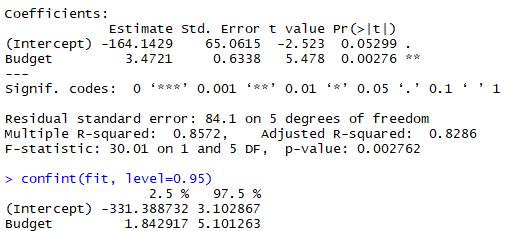 Coefficients:
            Estimate Std. Error t value Pr(>|t|)
(Intercept) -164.1429    65.0615  -2.523  0.05299 .
Budget         3.4721     0.6338   5.478  0.00276 **
---
Signif. codes:  0 ‘***’ 0.001 ‘**’ 0.01 ‘*’ 0.05 ‘.’ 0.1 ‘ ’ 1
Residual standard error: 84.1 on 5 degrees of freedom
Multiple R-squared:  0.8572,    Adjusted R-squared:  0.8286
F-statistic: 30.01 on 1 and 5 DF,  p-value: 0.002762
> confint(fit, level=0.95)
                 2.5 %   97.5 %
(Intercept) -331.388732 3.102867
Budget         1.842917 5.101263